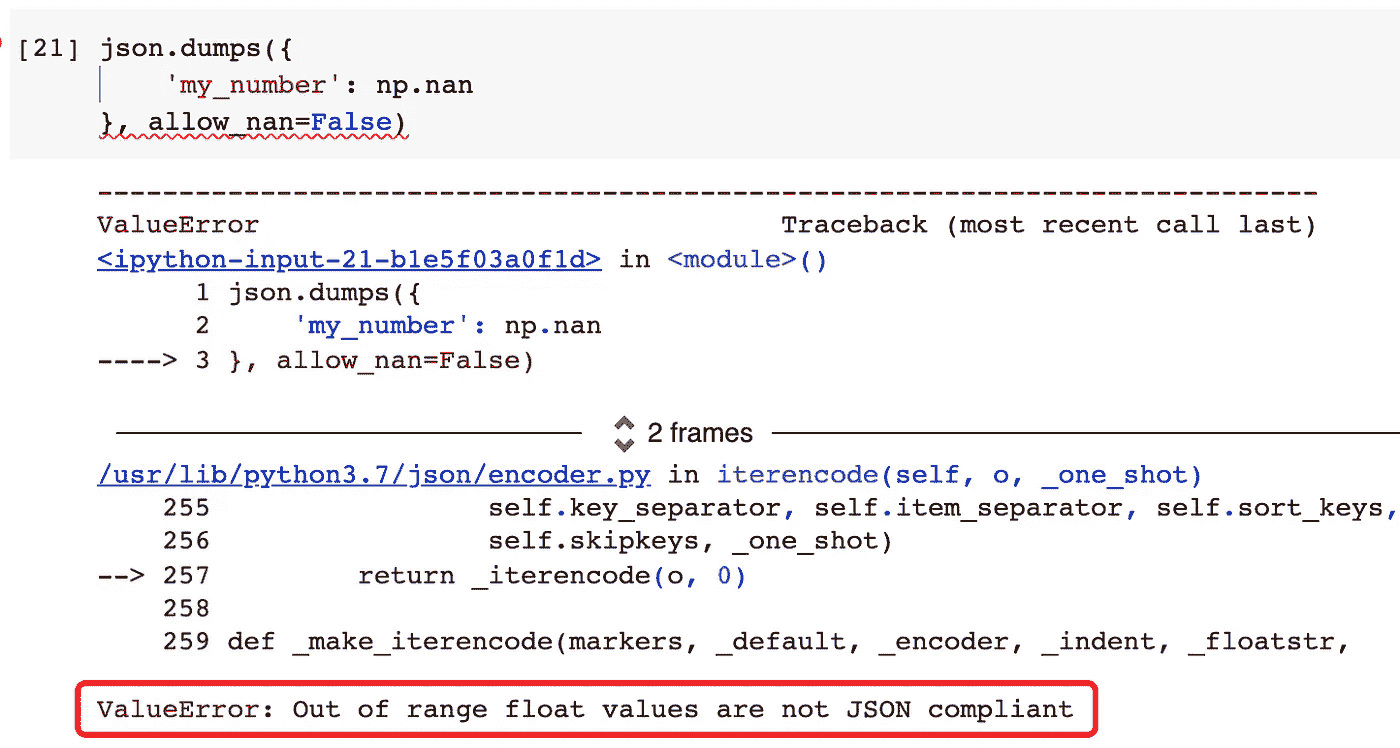 [21] json.dumps({
'my_number': np.nan
}, allow_nan=False)
---------------------------------------------------------------------------
ValueError                                Traceback (most recent call last)
<ipython-input-21-b1e5f03a0f1d> in <module>()
1 json.dumps({
2     'my_number': np.nan
----> 3 }, allow_nan=False)
2 frames
/usr/lib/python3.7/json/encoder.py in iterencode(self, o, _one_shot)
255                 self.key_separator, self.item_separator, self.sort_keys,
256                 self.skipkeys, _one_shot)
--> 257         return _iterencode(o, 0)
258
259 def _make_iterencode(markers, _default, _encoder, _indent, _floatstr,
ValueError: Out of range float values are not JSON compliant